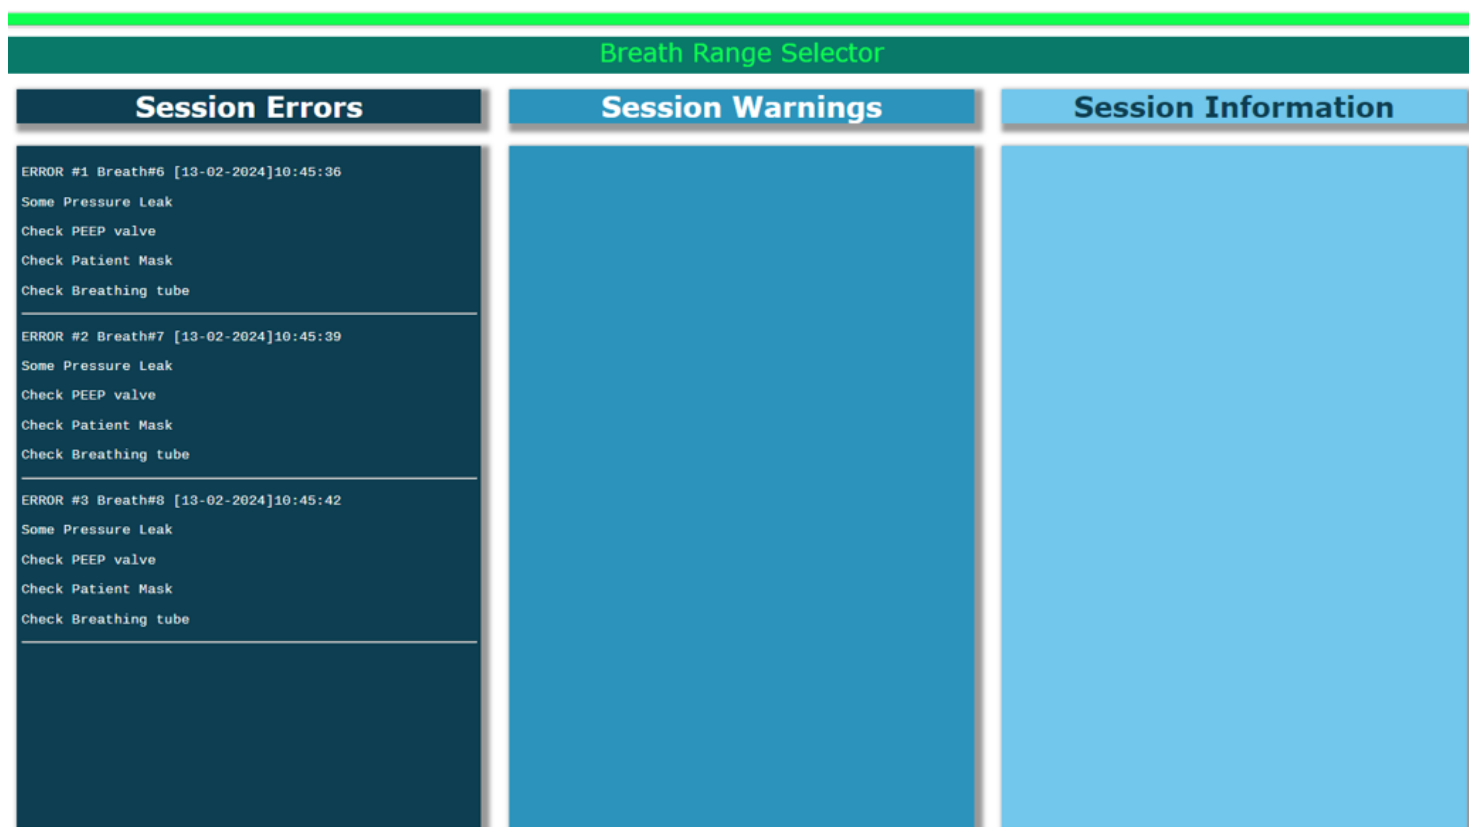 Breath Range Selector
Session Errors
Session Warnings
Session Information
ERROR #1 Breath#6 [13-02-2024]10:45:36
Some Pressure Leak
Check PEEP valve
Check Patient Mask
Check Breathing tube
ERROR #2 Breath#7 [13-02-2024]10:45:39
Some Pressure Leak
Check PEEP valve
Check Patient Mask
Check Breathing tube
ERROR #3 Breath#8 [13-02-2024]10:45:42
Some Pressure Leak
Check PEEP valve
Check Patient Mask
Check Breathing tube